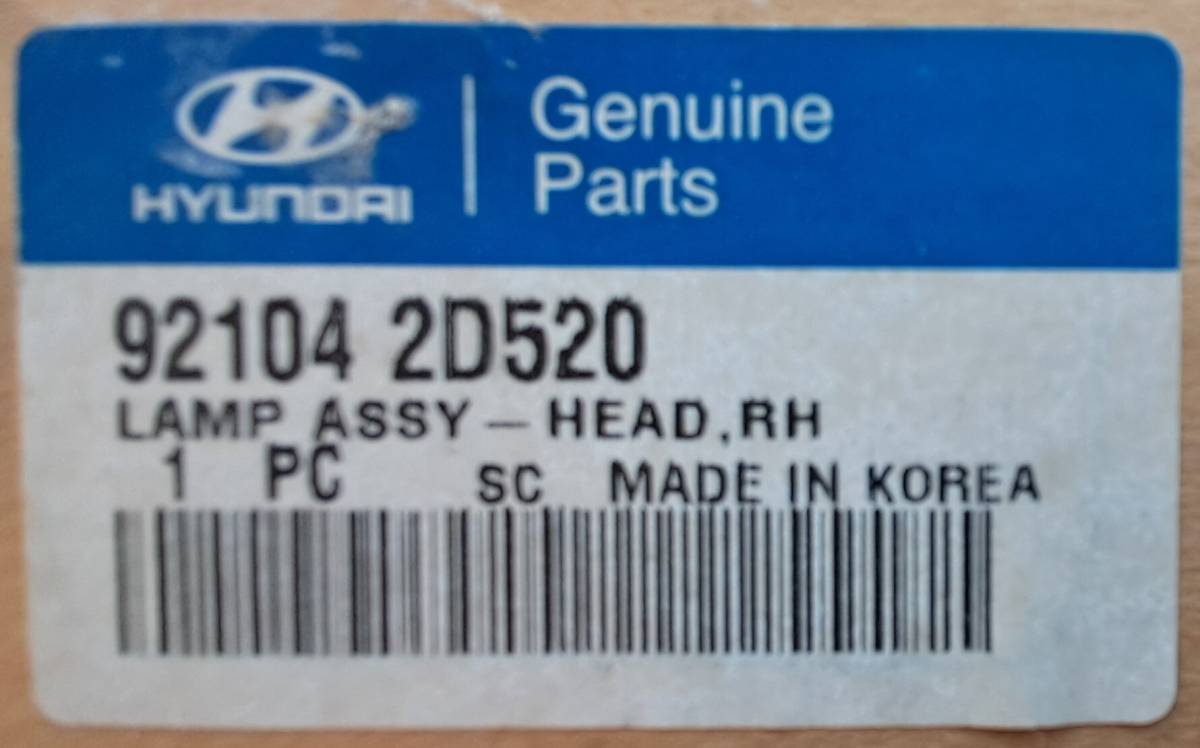 HYUNDAI
Genuine
Parts
92104 2D520
LAMP ASSY — HEAD,RH
1 PC SC MADE IN KOREA